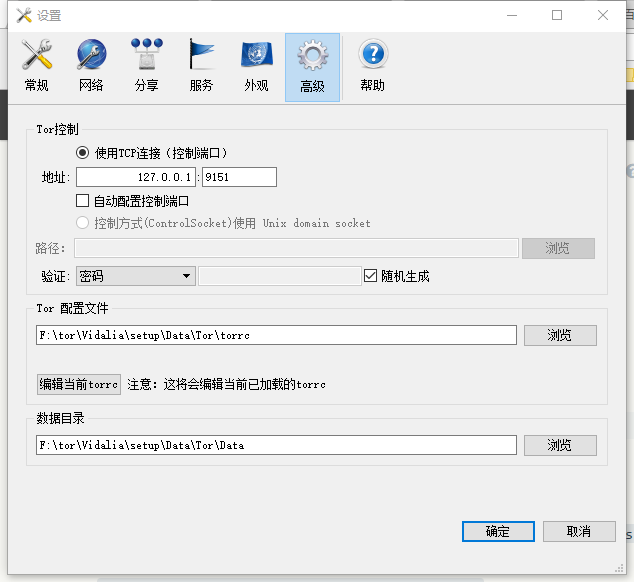 设置
常规 网络 分享 服务 外观 高级 帮助
Tor控制
使用TCP连接（控制端口）
地址: 127.0.0.1 : 9151
自动配置控制端口
控制方式(ControlSocket)使用 Unix domain socket
路径: 浏览
验证: 密码 随机生成
Tor 配置文件
F:\tor\Vidalia\setup\Data\Tor\torrc 浏览
编辑当前torrc 注意: 这将会编辑当前已加载的torrc
数据目录
F:\tor\Vidalia\setup\Data\Tor\Data 浏览
确定 取消